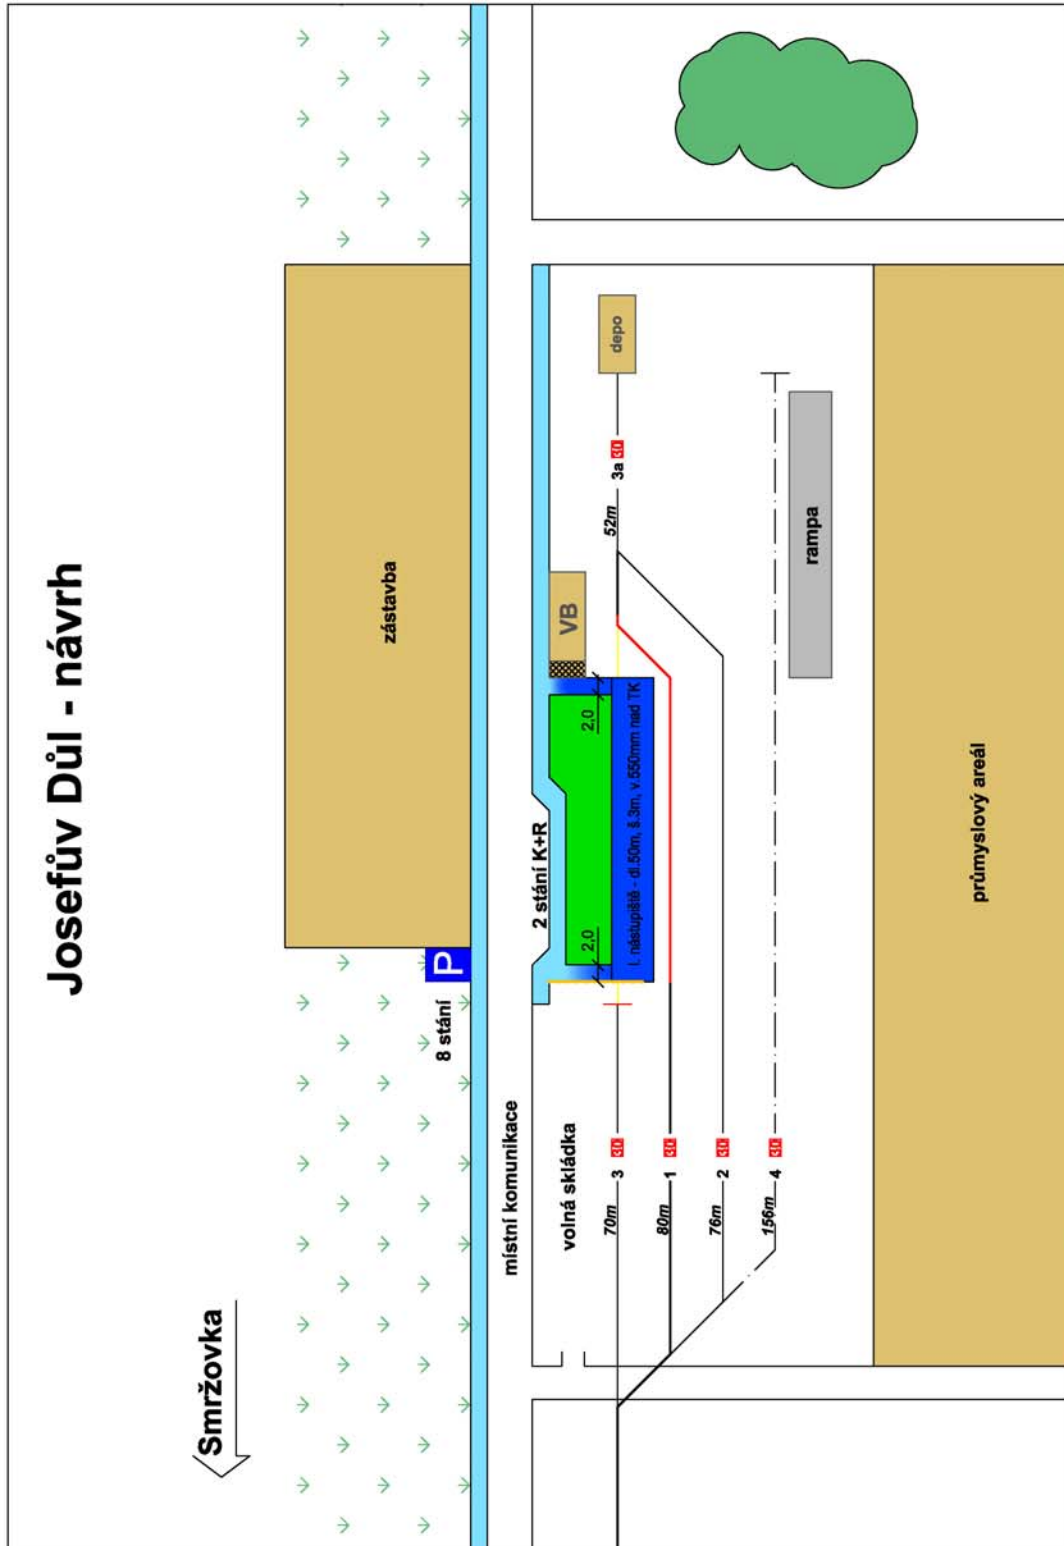 Josefův Důl - návrh
Smržovka
zástavba
P
8 stání
místní komunikace
2 stání K+R
volná skládka
VB
depo
2,0
2,0
I. nástupiště - dl.50m, š.3m, v.550mm nad TK
3a
52m
3
70m
1
80m
2
76m
4
156m
rampa
průmyslový areál